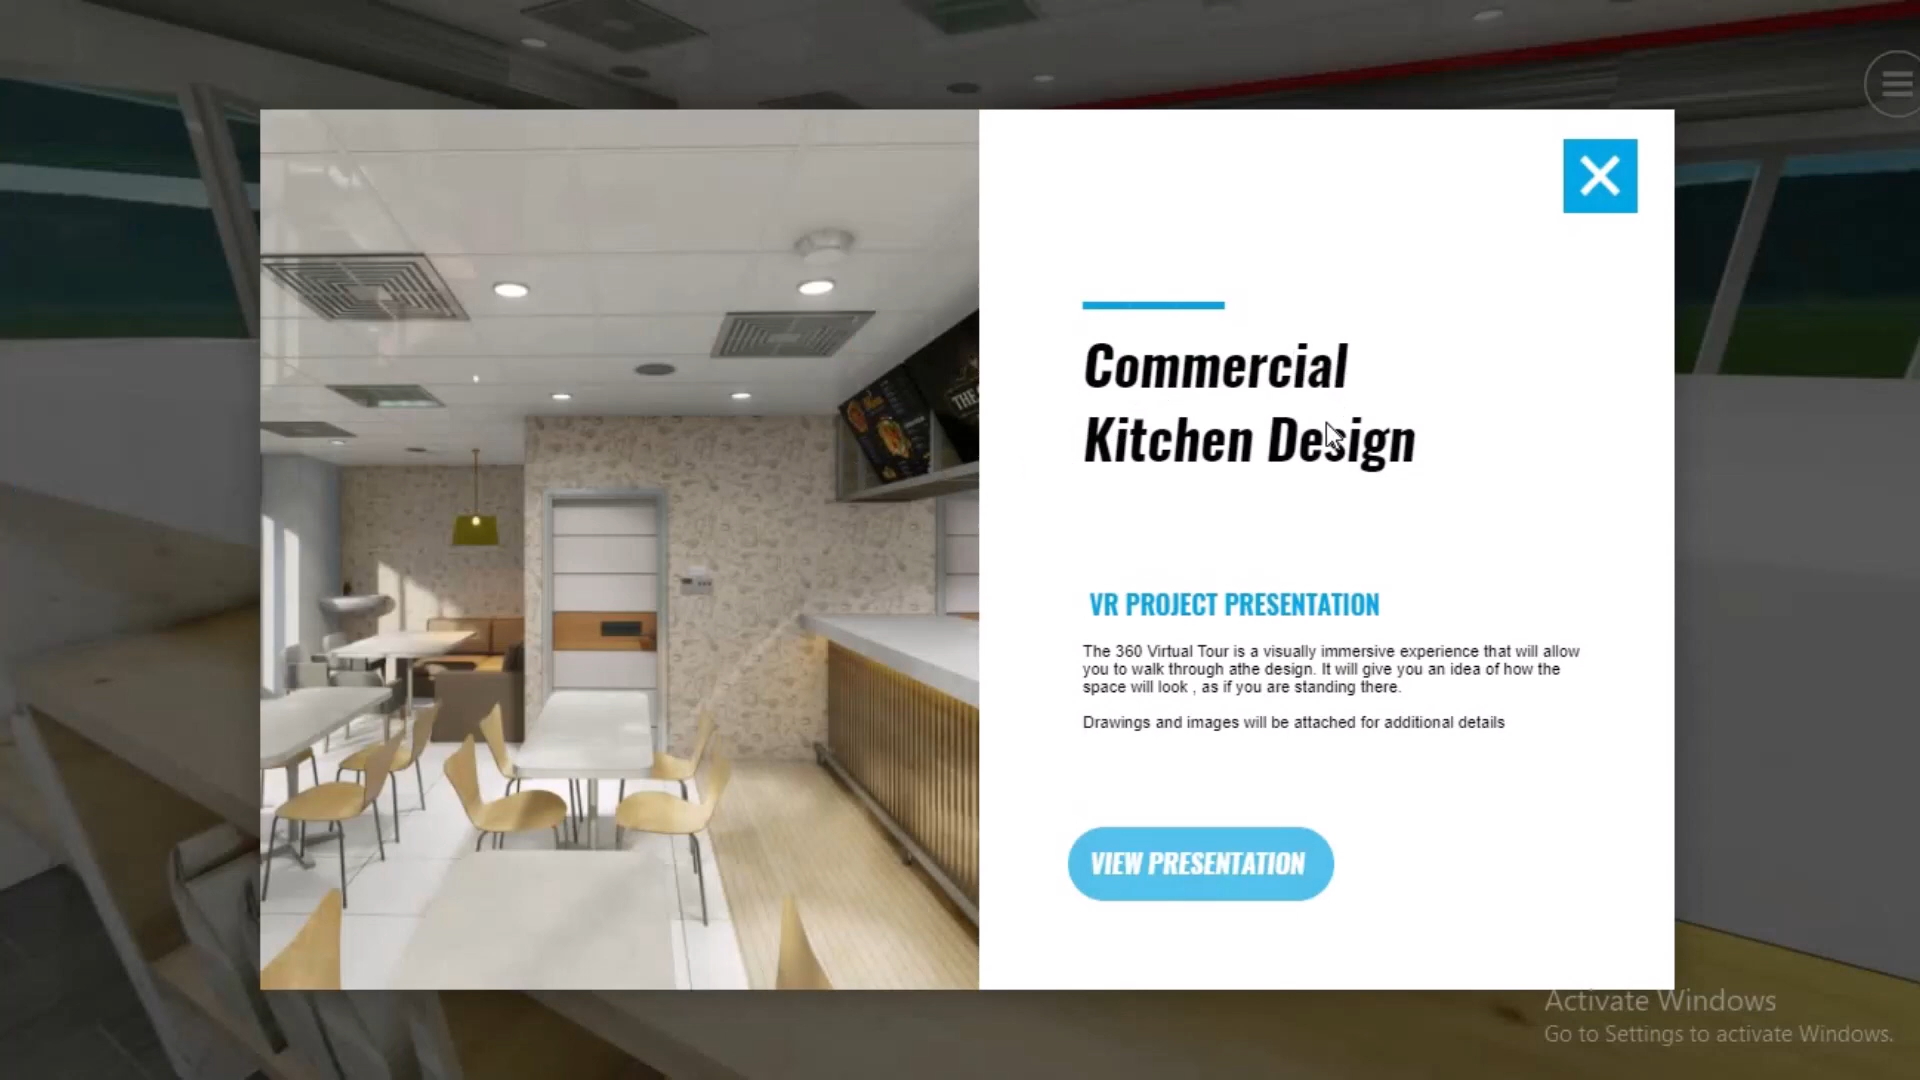 Commercial
Kitchen Design
VR PROJECT PRESENTATION
The 360 Virtual Tour is a visually immersive experience that will allow
you to walk through athe design. It will give you an idea of how the
space will look , as if you are standing there.
Drawings and images will be attached for additional details
VIEW PRESENTATION
Activate Windows
Go to Settings to activate Windows.